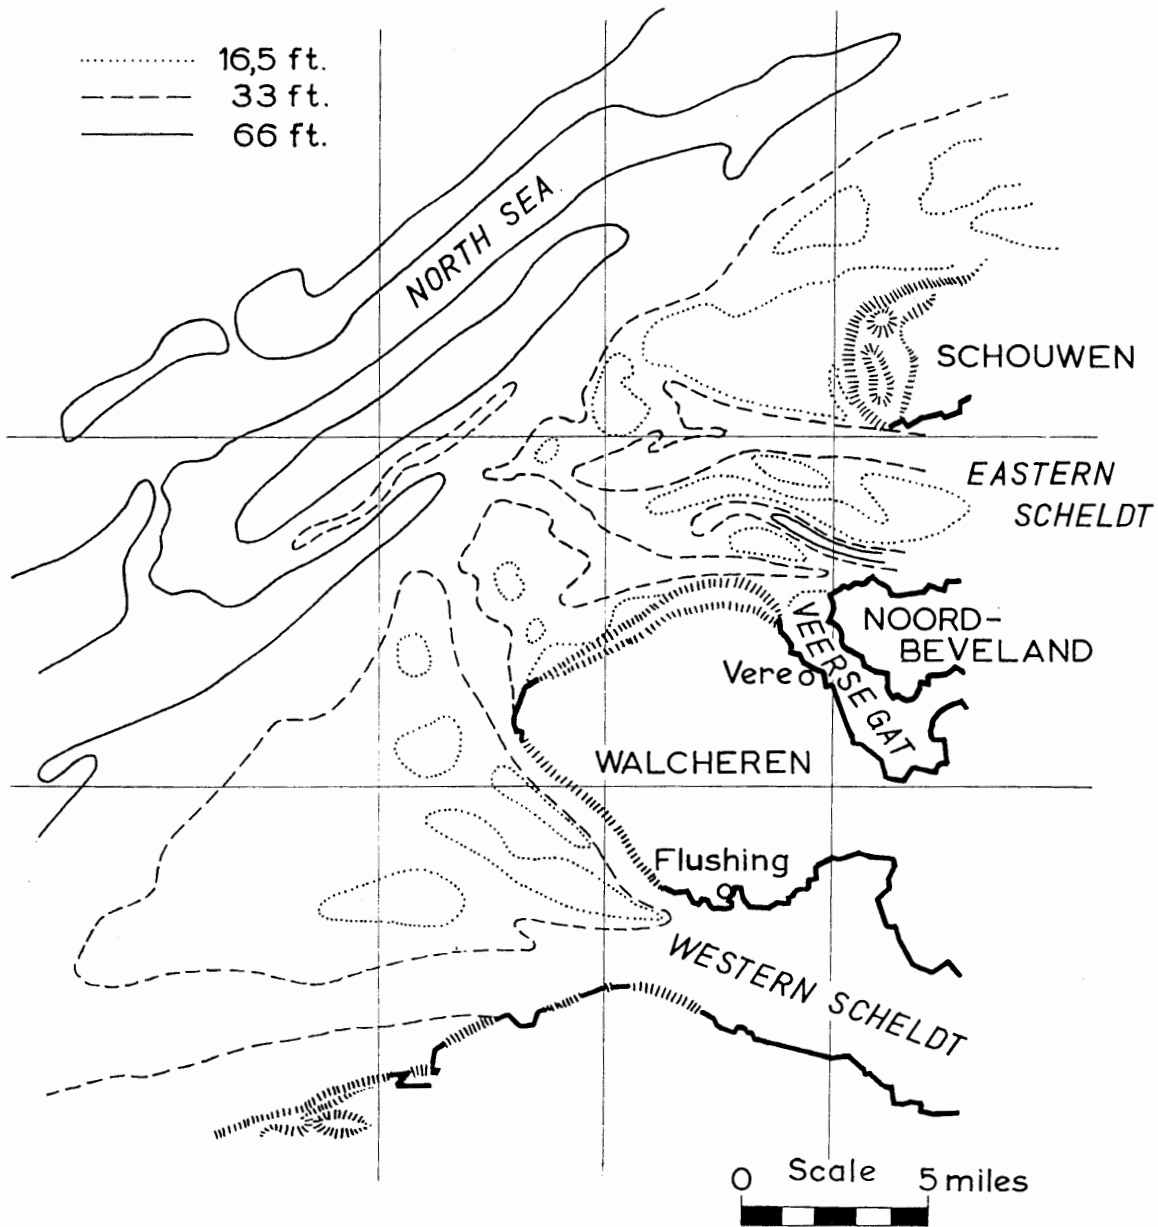 16,5 ft.
33 ft.
66 ft.
NORTH SEA
SCHOUWEN
EASTERN
SCHELDT
NOORD-
BEVELAND
VEERSE GAT
Vere
WALCHEREN
Flushing
WESTERN SCHELDT
0 Scale 5 miles